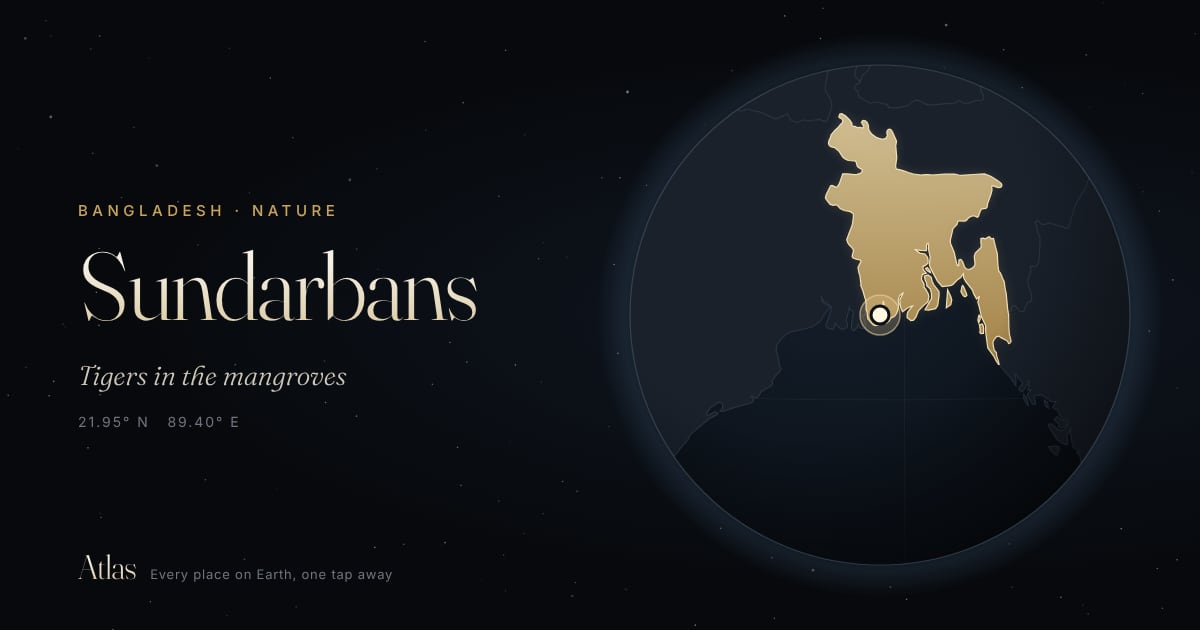 BANGLADESH · NATURE
Sundarbans
Tigers in the mangroves
21.95° N 89.40° E
Atlas Every place on Earth, one tap away